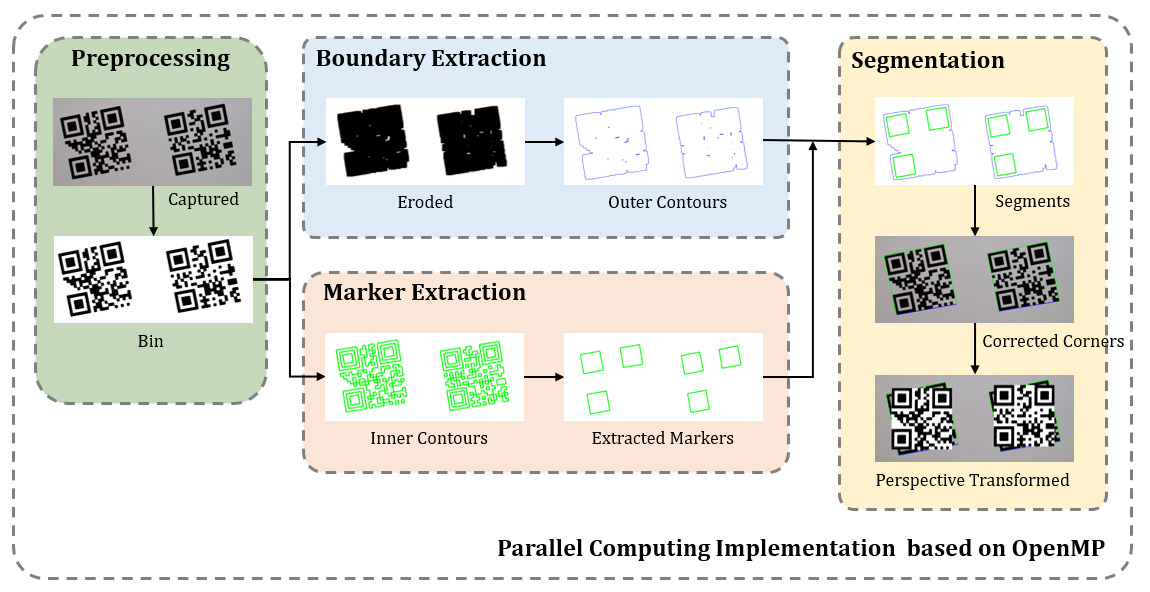 Preprocessing
Captured
Bin
Boundary Extraction
Eroded
Outer Contours
Marker Extraction
Inner Contours
Extracted Markers
Segmentation
Segments
Corrected Corners
Perspective Transformed
Parallel Computing Implementation  based on OpenMP